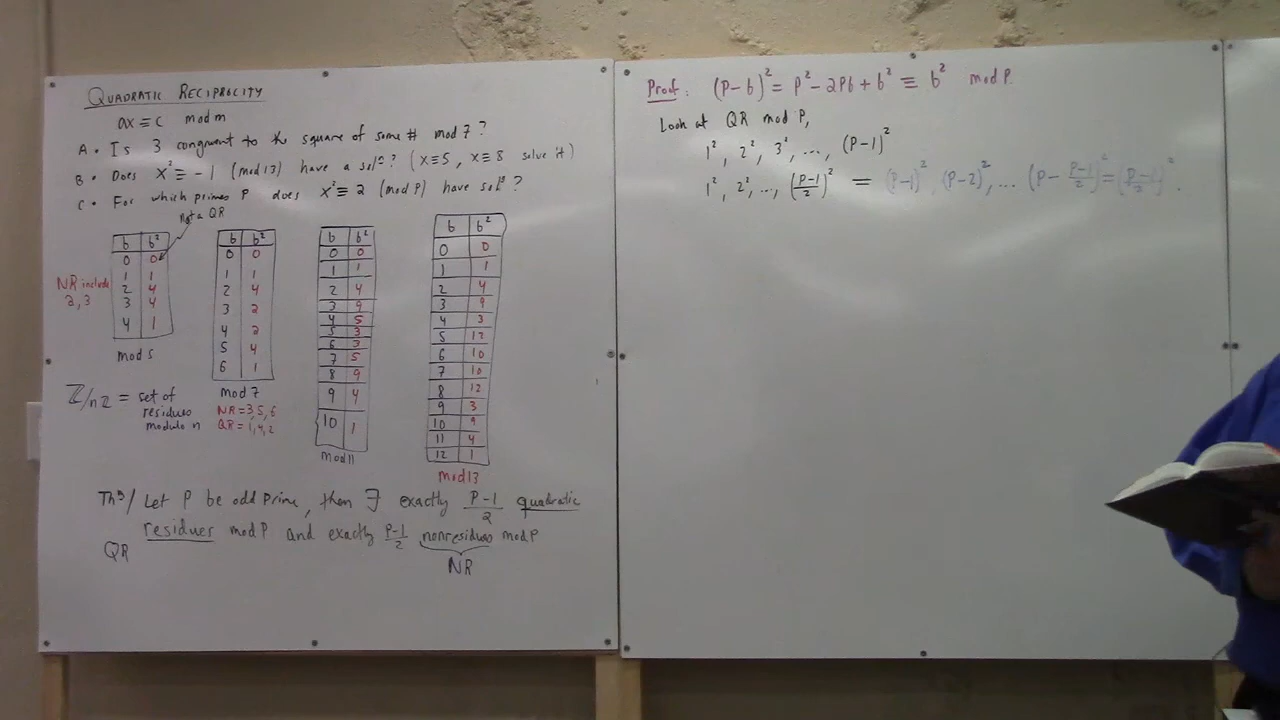 QUADRATIC RECIPROCITY
ax ≡ c mod m
A • Is 3 congruent to the square of some # mod 7?
B • Does x² ≡ -1 (mod 13) have a solⁿ? (x≡5, x≡8 solve it)
C • For which primes P does x² ≡ 2 (mod P) have solⁿ?
not a QR
b b²
0 0
1 1
2 4
3 4
4 1
mod 5
NR include
2, 3
b b²
0 0
1 1
2 4
3 2
4 2
5 4
6 1
mod 7
NR = 3, 5, 6
QR = 1, 4, 2
b b²
0 0
1 1
2 4
3 9
4 5
5 3
6 3
7 5
8 9
9 4
10 1
mod 11
b b²
0 0
1 1
2 4
3 9
4 3
5 12
6 10
7 10
8 12
9 3
10 9
11 4
12 1
mod 13
ℤ/nℤ = set of
residues
modulo n
Thᵐ/ Let P be odd prime, then ∃ exactly (P-1)/2 quadratic
residues mod P and exactly (P-1)/2 nonresidues mod P
QR
NR
Proof: (P-b)² = P² - 2Pb + b² ≡ b² mod P.
Look at QR mod P,
1², 2², 3², ..., (P-1)²
1², 2², ..., ((P-1)/2)² = (P-1)², (P-2)², ... (P - (P-1)/2)² = ((P-1)/2)².